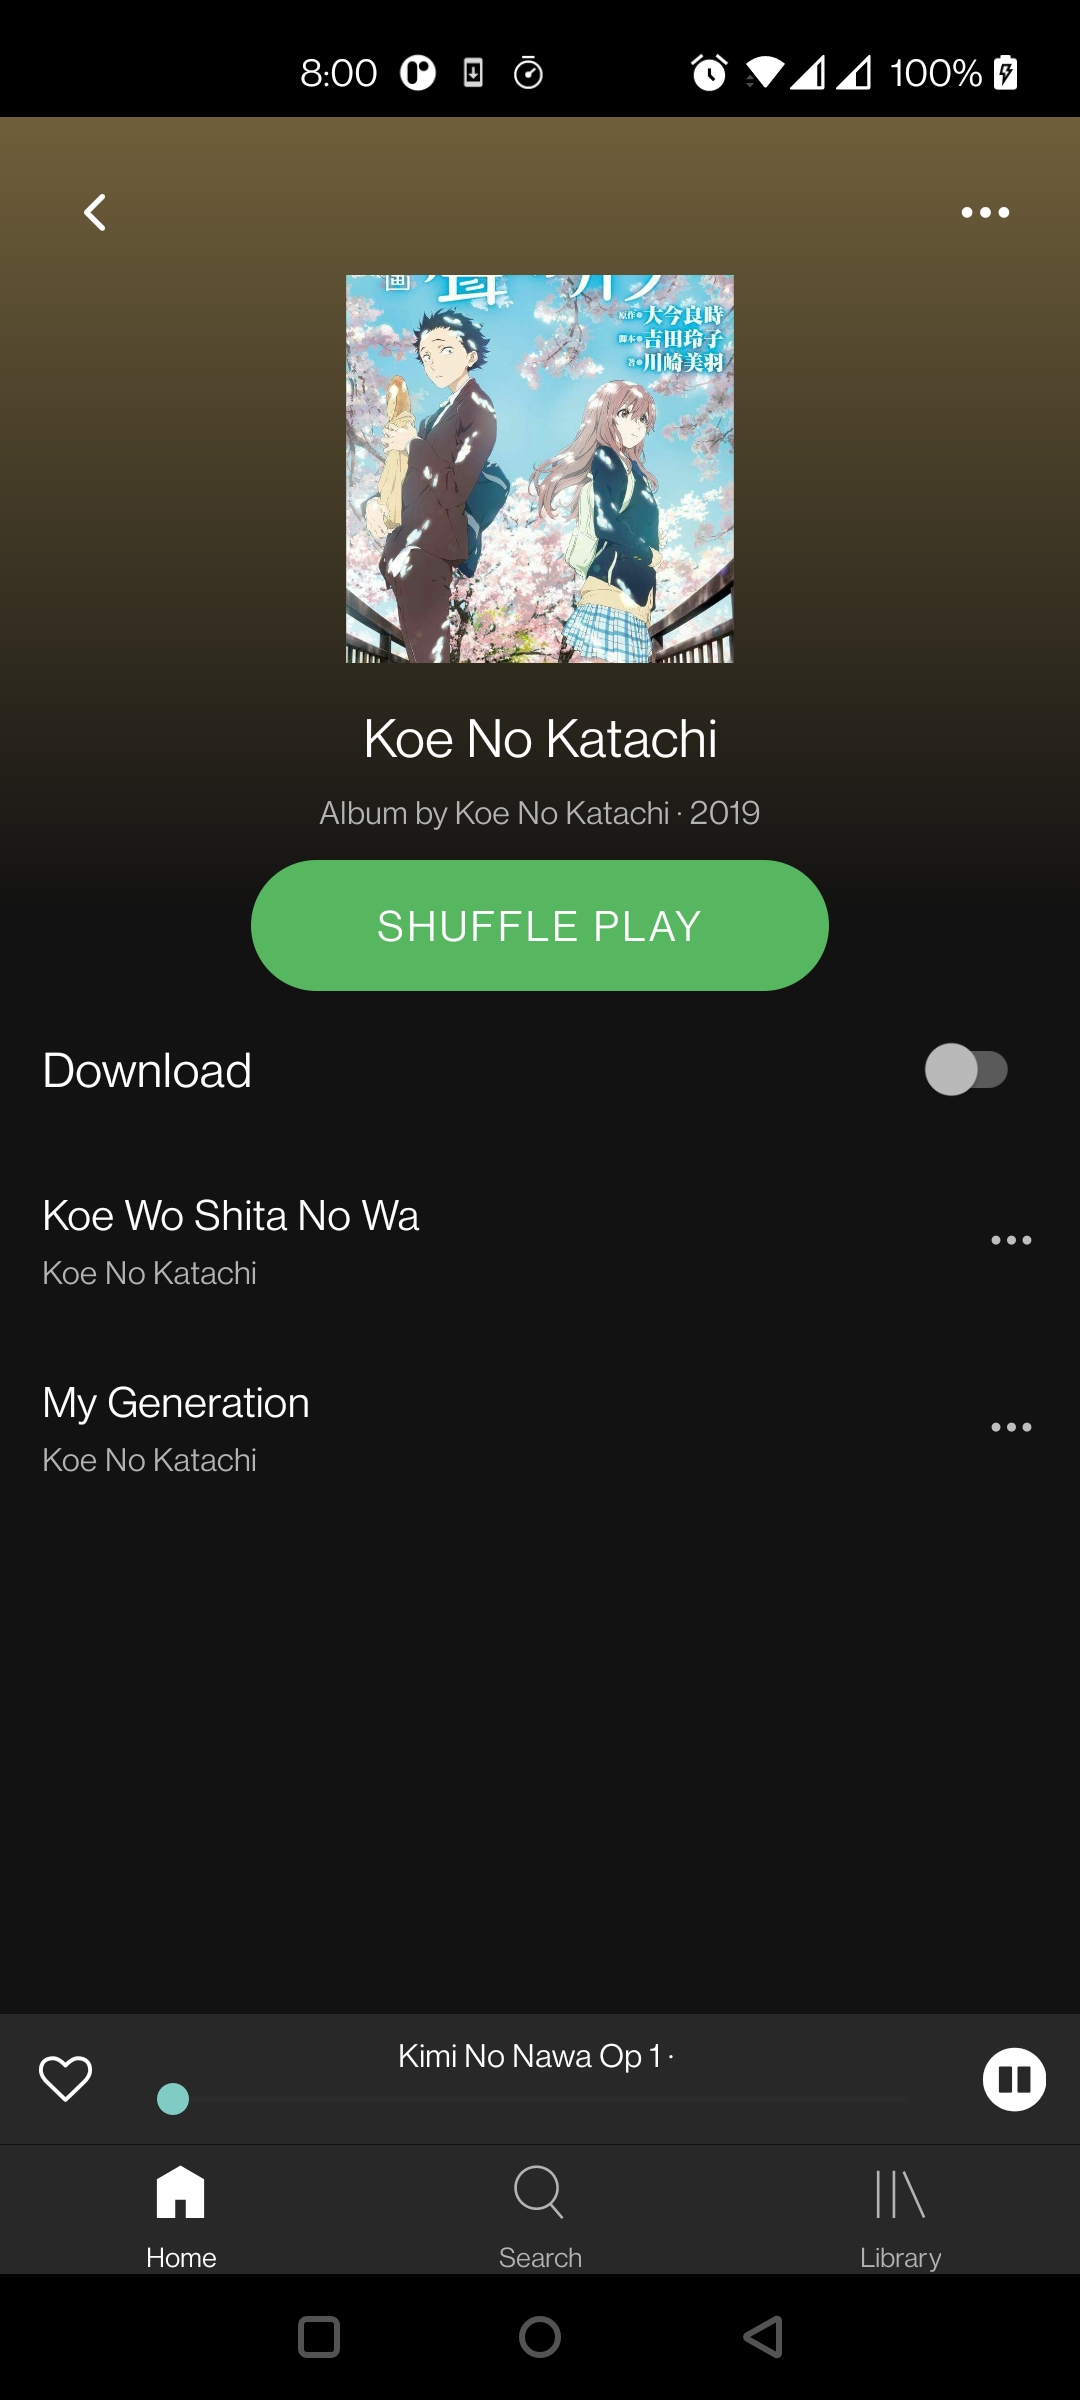 8:00
100%
原作●大今良時
脚本●吉田玲子
著●川崎美羽
Koe No Katachi
Album by Koe No Katachi · 2019
SHUFFLE PLAY
Download
Koe Wo Shita No Wa
Koe No Katachi
My Generation
Koe No Katachi
Kimi No Nawa Op 1 ·
Home
Search
Library